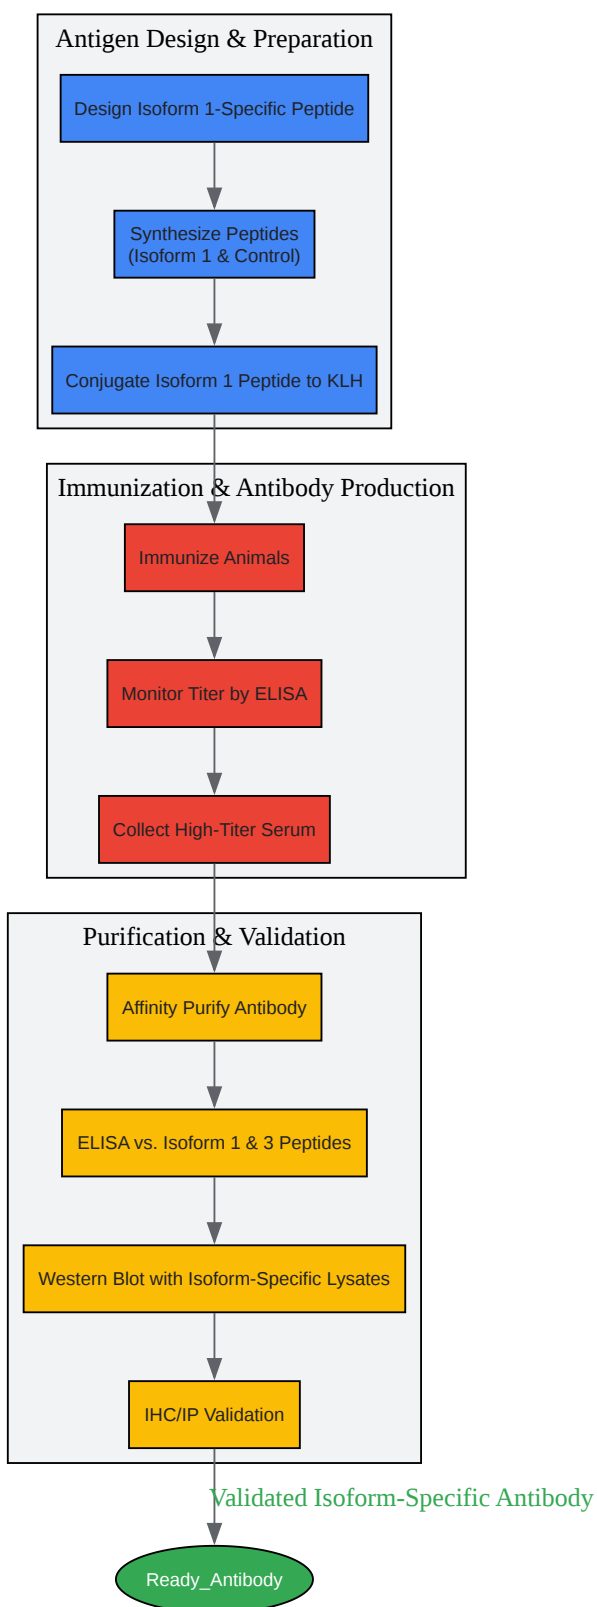 Antigen Design & Preparation
Design Isoform 1-Specific Peptide
Synthesize Peptides
(Isoform 1 & Control)
Conjugate Isoform 1 Peptide to KLH
Immunization & Antibody Production
Immunize Animals
Monitor Titer by ELISA
Collect High-Titer Serum
Purification & Validation
Affinity Purify Antibody
ELISA vs. Isoform 1 & 3 Peptides
Western Blot with Isoform-Specific Lysates
IHC/IP Validation
Validated Isoform-Specific Antibody
Ready_Antibody